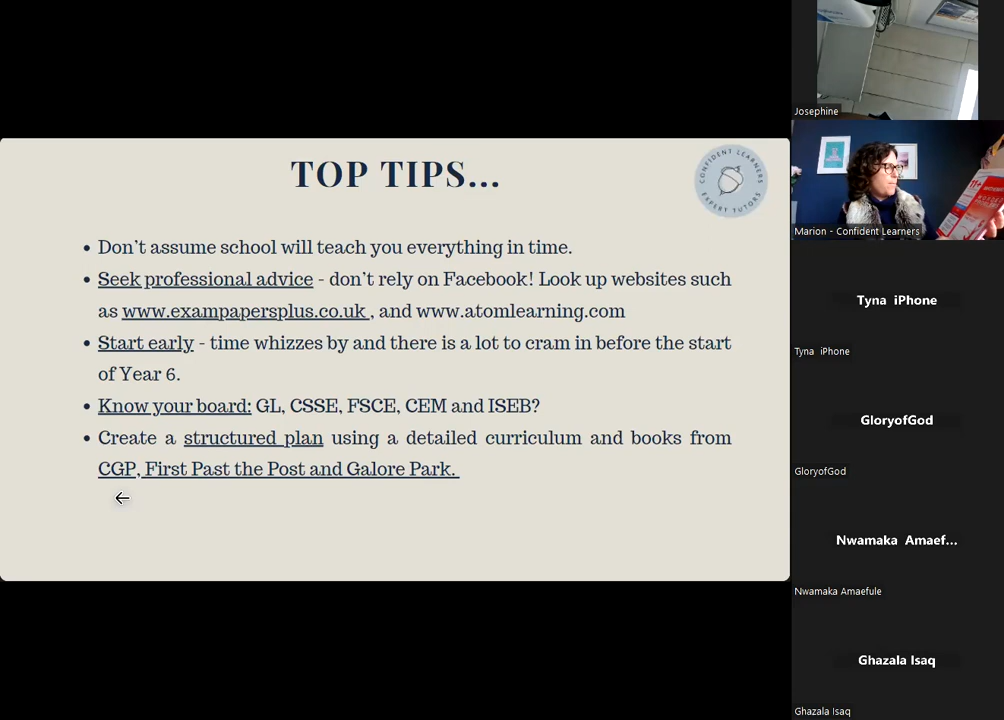 TOP TIPS...
CONFIDENT LEARNERS
EXPERT TUTORS
• Don't assume school will teach you everything in time.
• Seek professional advice - don't rely on Facebook! Look up websites such
as www.exampapersplus.co.uk , and www.atomlearning.com
• Start early - time whizzes by and there is a lot to cram in before the start
of Year 6.
• Know your board: GL, CSSE, FSCE, CEM and ISEB?
• Create a structured plan using a detailed curriculum and books from
CGP, First Past the Post and Galore Park.
Josephine
11+
Marion - Confident Learners
Tyna iPhone
Tyna iPhone
GloryofGod
GloryofGod
Nwamaka Amaef...
Nwamaka Amaefule
Ghazala Isaq
Ghazala Isaq